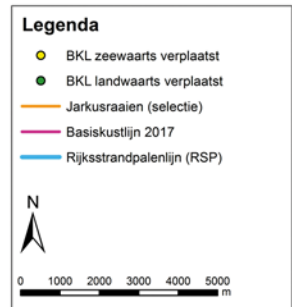 Legenda
BKL zeewaarts verplaatst
BKL landwaarts verplaatst
Jarkusraaien (selectie)
Basiskustlijn 2017
Rijksstrandpalenlijn (RSP)
N
0 1000 2000 3000 4000 5000
m